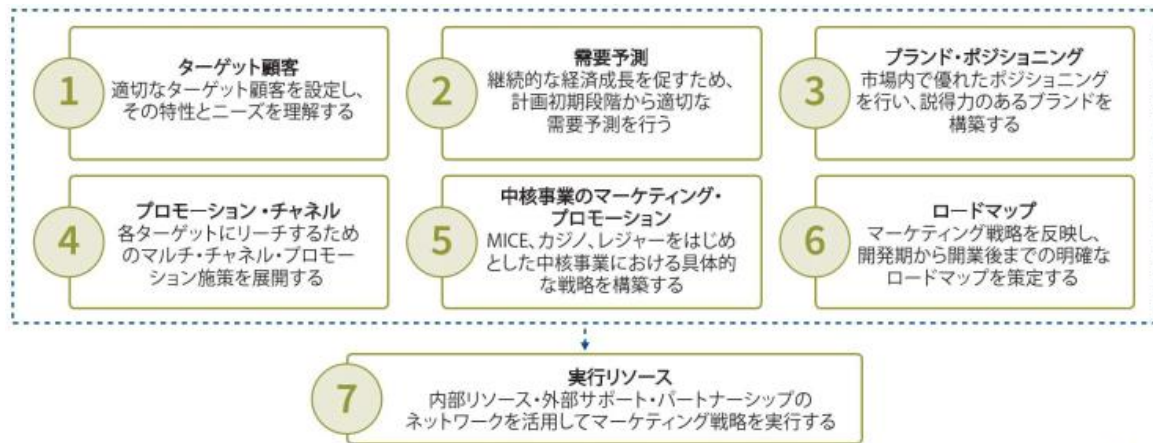 1
ターゲット顧客
適切なターゲット顧客を設定し、
その特性とニーズを理解する
2
需要予測
継続的な経済成長を促すため、
計画初期段階から適切な
需要予測を行う
3
ブランド・ポジショニング
市場内で優れたポジショニング
を行い、説得力のあるブランドを
構築する
4
プロモーション・チャネル
各ターゲットにリーチするため
のマルチ・チャネル・プロモー
ション施策を展開する
5
中核事業のマーケティング・
プロモーション
MICE、カジノ、レジャーをはじめ
とした中核事業における具体的
な戦略を構築する
6
ロードマップ
マーケティング戦略を反映し、
開発期から開業後までの明確な
ロードマップを策定する
7
実行リソース
内部リソース・外部サポート・パートナーシップの
ネットワークを活用してマーケティング戦略を実行する